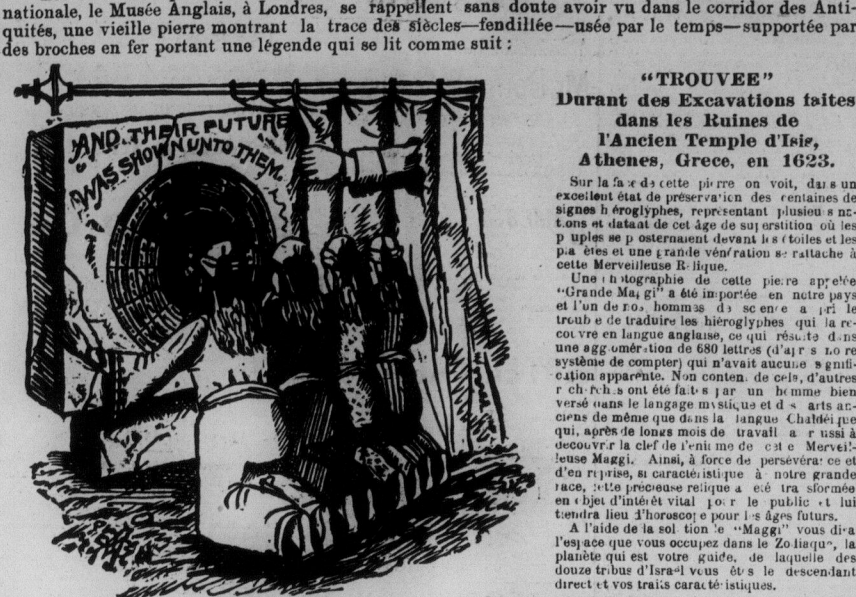 nationale, le Musée Anglais, à Londres, se rappellent sans doute avoir vu dans le corridor des Anti-
quités, une vieille pierre montrant la trace des siècles—fendillée—usée par le temps—supportée par
des broches en fer portant une légende qui se lit comme suit :
AND THEIR FUTURE
WAS SHOWN UNTO THEM.
"TROUVEE"
Durant des Excavations faites
dans les Ruines de
l'Ancien Temple d'Isis,
Athenes, Grece, en 1623.
Sur la face de cette pierre on voit, dans un
excellent état de préservation des centaines de
signes hiéroglyphes, représentant plusieurs no-
tions et datant de cet âge de superstition où les
peuples se prosternaient devant les étoiles et les
planètes et une grande vénération se rattache à
cette Merveilleuse Relique.
Une photographie de cette pierre appelée
"Grande Maggi" a été importée en notre pays
et l'un de nos hommes de science a pris le
trouble de traduire les hièroglyphes qui la re-
couvre en langue anglaise, ce qui résulte dans
une agglomération de 680 lettres (d'après notre
système de compter) qui n'avait aucune signifi-
cation apparente. Non content de cela, d'autres
recherches ont été faites par un homme bien
versé dans le langage mystique et des arts an-
ciens de même que dans la langue Chaldéique
qui, après de longs mois de travail a réussi à
decouvrir la clef de l'enigme de cette Merveil-
leuse Maggi. Ainsi, à force de persévérance et
d'entreprise, si caractéristique à notre grande
race, cette précieuse relique a été transformée
en objet d'intérêt vital pour le public et lui
tiendra lieu d'horoscope pour les âges futurs.
A l'aide de la solution de "Maggi" vous dira
l'espace que vous occupez dans le Zodiaque, la
planète qui est votre guide, de laquelle des
douze tribus d'Israel vous êtes le descendant
direct et vos traits caractéristiques.